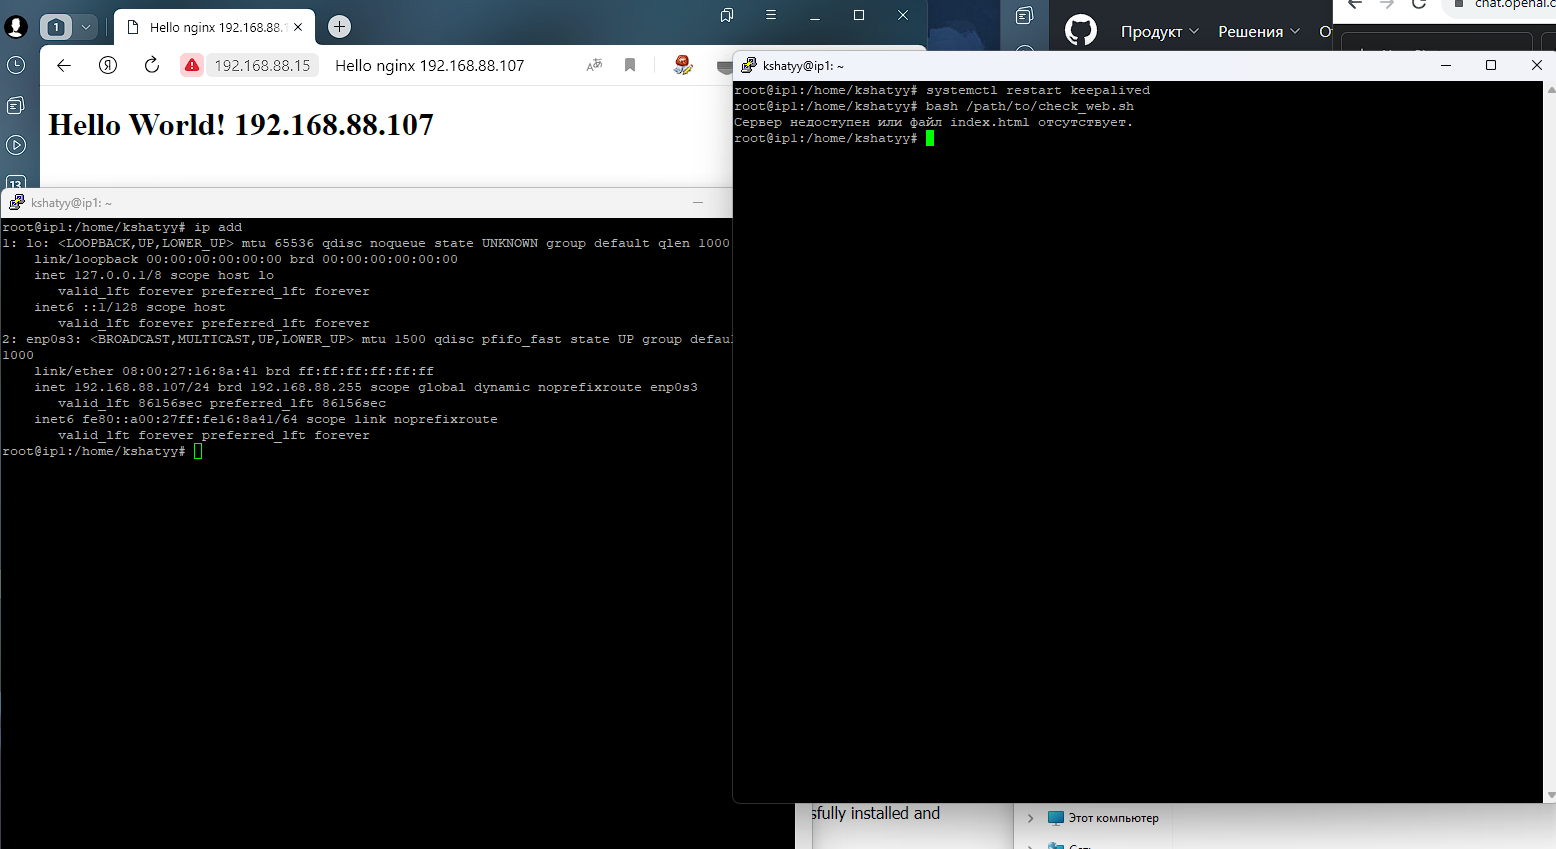 1
Hello nginx 192.168.88.1
192.168.88.15
Hello nginx 192.168.88.107
13
Hello World! 192.168.88.107
Продукт
Решения
chat.openai.c
kshatyy@ip1: ~
root@ip1:/home/kshatyy# ip add
1: lo: <LOOPBACK,UP,LOWER_UP> mtu 65536 qdisc noqueue state UNKNOWN group default qlen 1000
link/loopback 00:00:00:00:00:00 brd 00:00:00:00:00:00
inet 127.0.0.1/8 scope host lo
valid_lft forever preferred_lft forever
inet6 ::1/128 scope host
valid_lft forever preferred_lft forever
2: enp0s3: <BROADCAST,MULTICAST,UP,LOWER_UP> mtu 1500 qdisc pfifo_fast state UP group defaul
1000
link/ether 08:00:27:16:8a:41 brd ff:ff:ff:ff:ff:ff
inet 192.168.88.107/24 brd 192.168.88.255 scope global dynamic noprefixroute enp0s3
valid_lft 86156sec preferred_lft 86156sec
inet6 fe80::a00:27ff:fe16:8a41/64 scope link noprefixroute
valid_lft forever preferred_lft forever
root@ip1:/home/kshatyy#
kshatyy@ip1: ~
root@ip1:/home/kshatyy# systemctl restart keepalived
root@ip1:/home/kshatyy# bash /path/to/check_web.sh
Сервер недоступен или файл index.html отсутствует.
root@ip1:/home/kshatyy#
sfully installed and
Этот компьютер